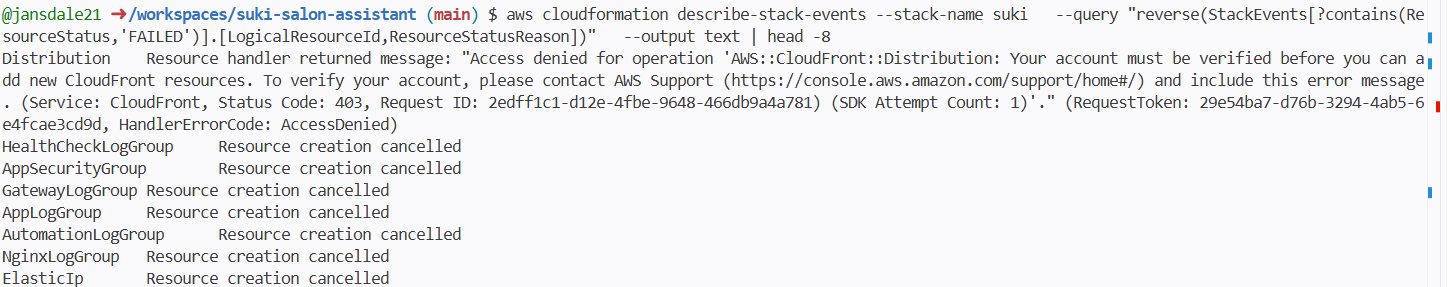 @jansdale21 ➜/workspaces/suki-salon-assistant (main) $ aws cloudformation describe-stack-events --stack-name suki   --query "reverse(StackEvents[?contains(Re
sourceStatus,'FAILED')].[LogicalResourceId,ResourceStatusReason])"   --output text | head -8
Distribution    Resource handler returned message: "Access denied for operation 'AWS::CloudFront::Distribution: Your account must be verified before you can a
dd new CloudFront resources. To verify your account, please contact AWS Support (https://console.aws.amazon.com/support/home#/) and include this error message
. (Service: CloudFront, Status Code: 403, Request ID: 2edff1c1-d12e-4fbe-9648-466db9a4a781) (SDK Attempt Count: 1)'." (RequestToken: 29e54ba7-d76b-3294-4ab5-6
e4fcae3cd9d, HandlerErrorCode: AccessDenied)
HealthCheckLogGroup     Resource creation cancelled
AppSecurityGroup        Resource creation cancelled
GatewayLogGroup Resource creation cancelled
AppLogGroup     Resource creation cancelled
AutomationLogGroup      Resource creation cancelled
NginxLogGroup   Resource creation cancelled
ElasticIp       Resource creation cancelled